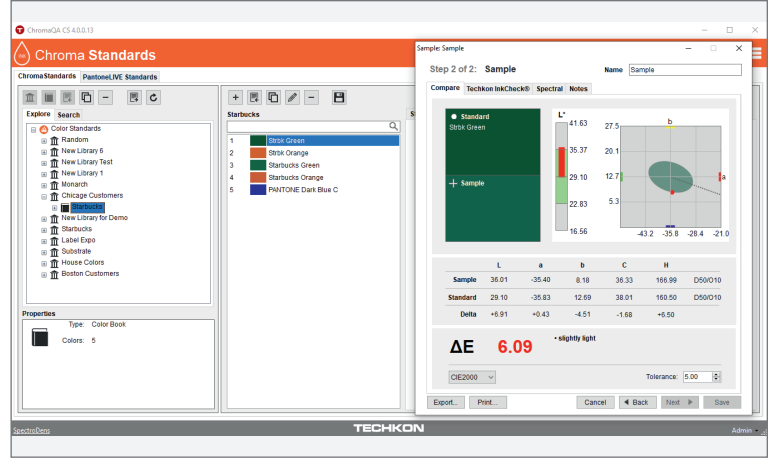 ChromaQA CS 4.0.0.13
INK
Chroma Standards
ChromaStandards PantoneLIVE Standards
Explore Search
Color Standards
Random
New Library 6
New Library Test
New Library 1
Monarch
Chicago Customers
Starbucks
New Library for Demo
Starbucks
Label Expo
Substrate
House Colors
Boston Customers
Properties
Type: Color Book
Colors: 5
Starbucks
1 Strbk Green
2 Strbk Orange
3 Starbucks Green
4 Starbucks Orange
5 PANTONE Dark Blue C
Sample: Sample
Step 2 of 2: Sample
Name Sample
Compare Techkon InkCheck® Spectral Notes
Standard
Strbk Green
+ Sample
L*
41.63
35.37
29.10
22.83
16.56
b
27.5
20.1
12.7
5.3
a
-43.2 -35.8 -28.4 -21.0
L a b C H
Sample 36.01 -35.40 8.18 36.33 166.99 D50/O10
Standard 29.10 -35.83 12.69 38.01 160.50 D50/O10
Delta +6.91 +0.43 -4.51 -1.68 +6.50
ΔE 6.09 • slightly light
CIE2000
Tolerance: 5.00
Export... Print... Cancel Back Next Save
SpectroDens TECHKON Admin